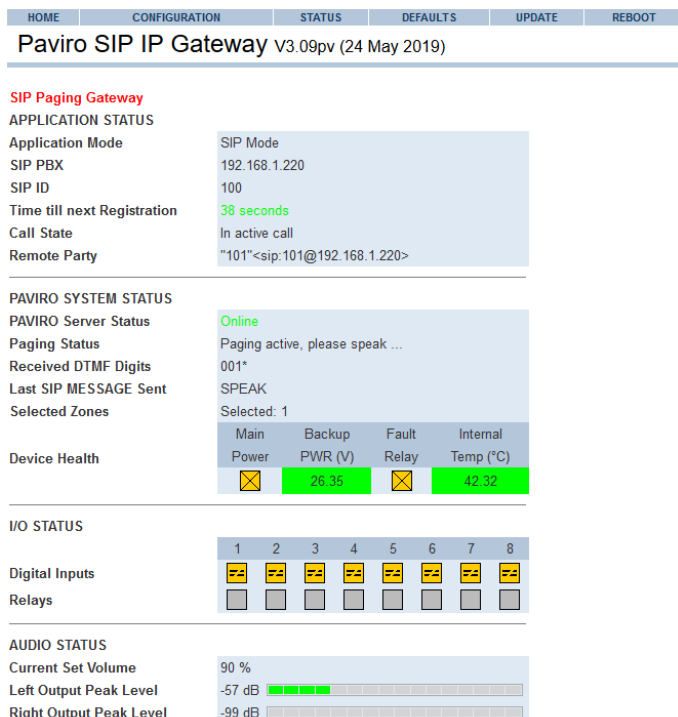 HOME CONFIGURATION STATUS DEFAULTS UPDATE REBOOT
Paviro SIP IP Gateway V3.09pv (24 May 2019)
SIP Paging Gateway
APPLICATION STATUS
Application Mode SIP Mode
SIP PBX 192.168.1.220
SIP ID 100
Time till next Registration 38 seconds
Call State In active call
Remote Party "101"<sip:101@192.168.1.220>
PAVIRO SYSTEM STATUS
PAVIRO Server Status Online
Paging Status Paging active, please speak ...
Received DTMF Digits 001*
Last SIP MESSAGE Sent SPEAK
Selected Zones Selected: 1
Main Backup Fault Internal
Device Health Power PWR (V) Relay Temp (°C)
26.35 42.32
I/O STATUS
1 2 3 4 5 6 7 8
Digital Inputs
Relays
AUDIO STATUS
Current Set Volume 90 %
Left Output Peak Level -57 dB
Right Output Peak Level -99 dB